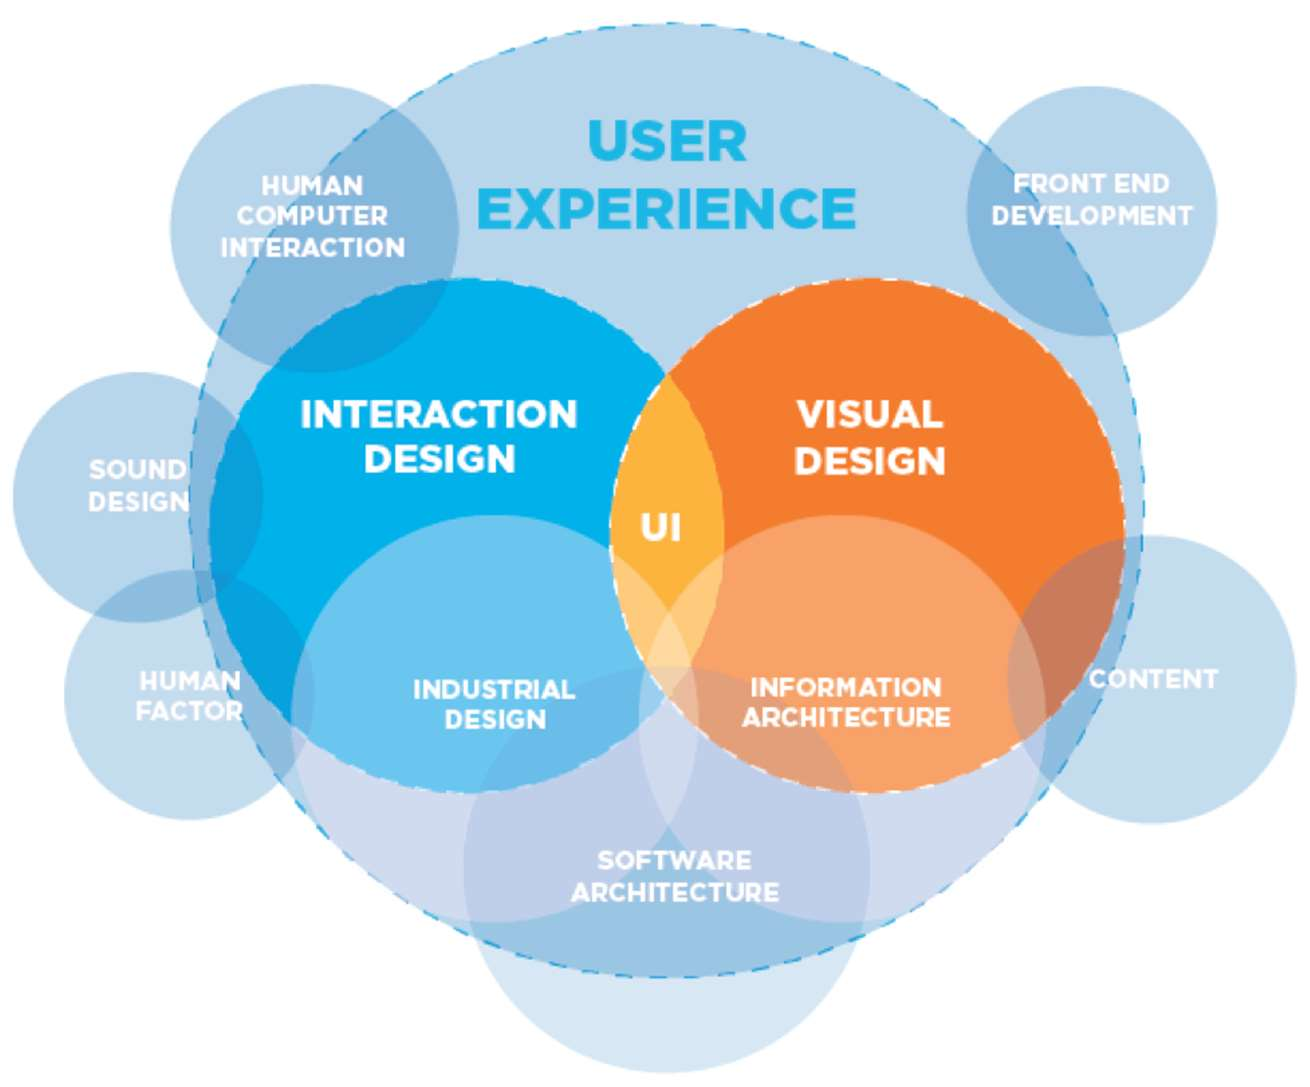 USER
EXPERIENCE
HUMAN
COMPUTER
INTERACTION
FRONT END
DEVELOPMENT
INTERACTION
DESIGN
VISUAL
DESIGN
SOUND
DESIGN
UI
HUMAN
FACTOR
INDUSTRIAL
DESIGN
INFORMATION
ARCHITECTURE
CONTENT
SOFTWARE
ARCHITECTURE